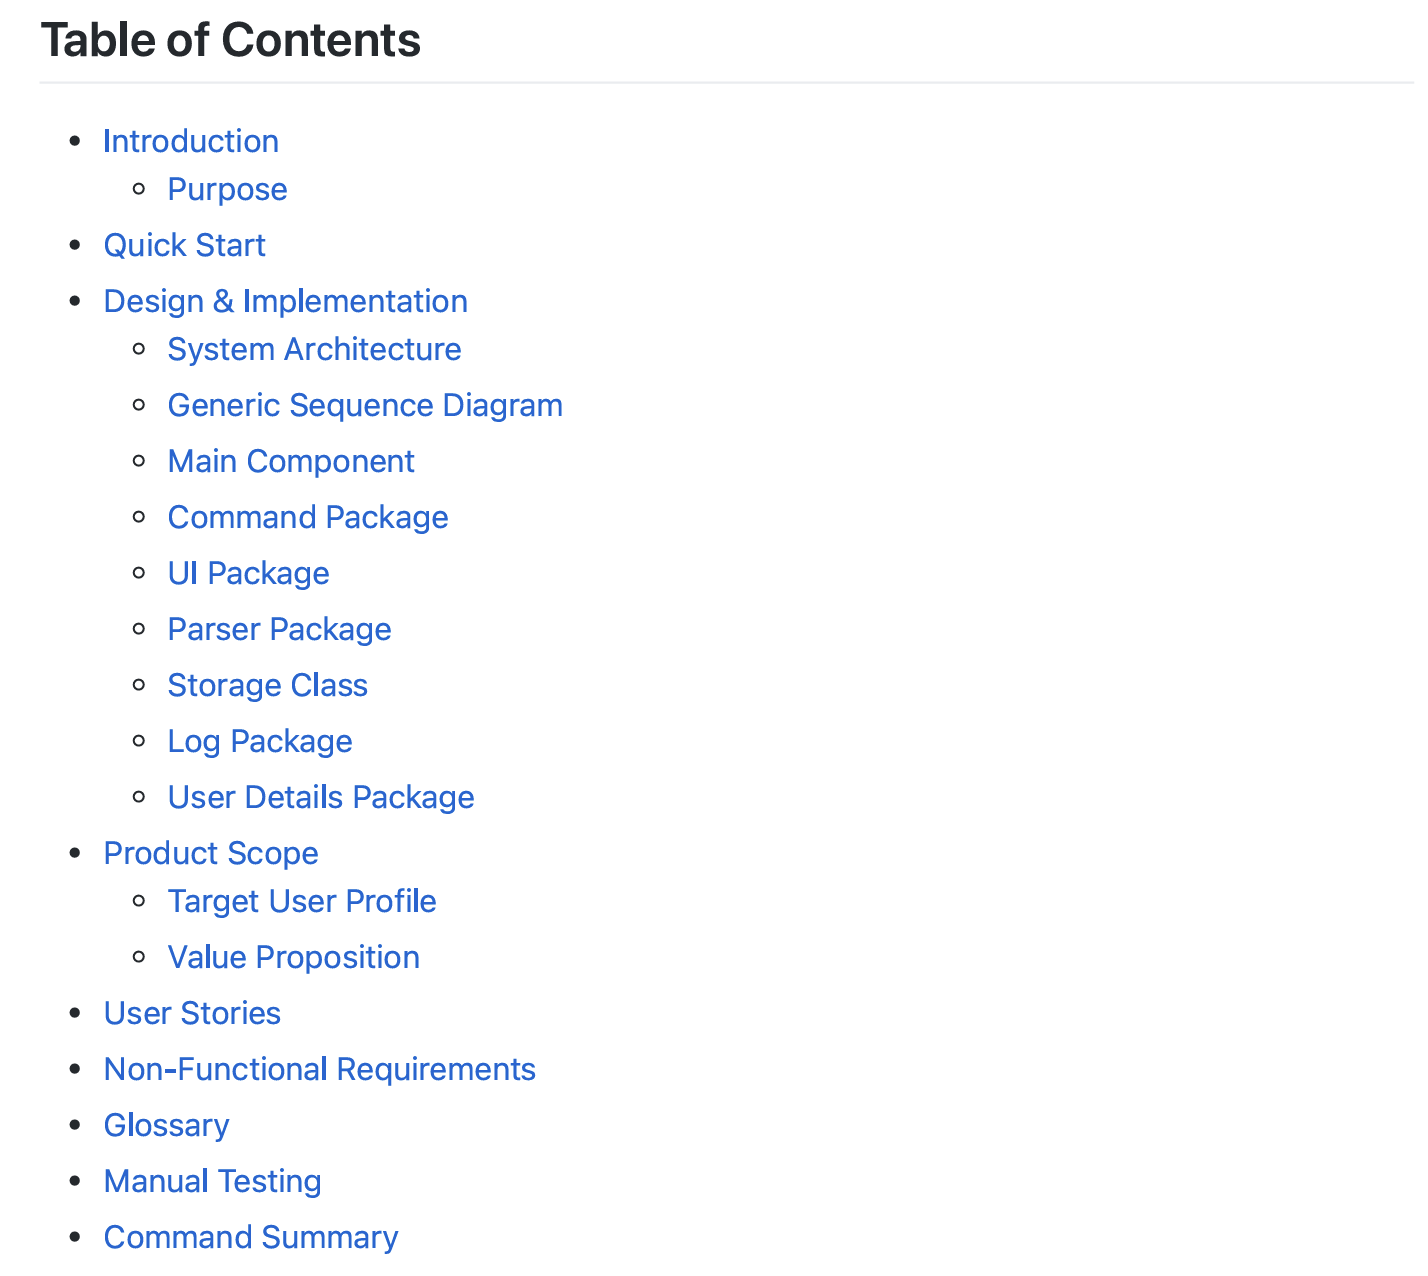 Table of Contents
Introduction
Purpose
Quick Start
Design & Implementation
System Architecture
Generic Sequence Diagram
Main Component
Command Package
UI Package
Parser Package
Storage Class
Log Package
User Details Package
Product Scope
Target User Profile
Value Proposition
User Stories
Non-Functional Requirements
Glossary
Manual Testing
Command Summary